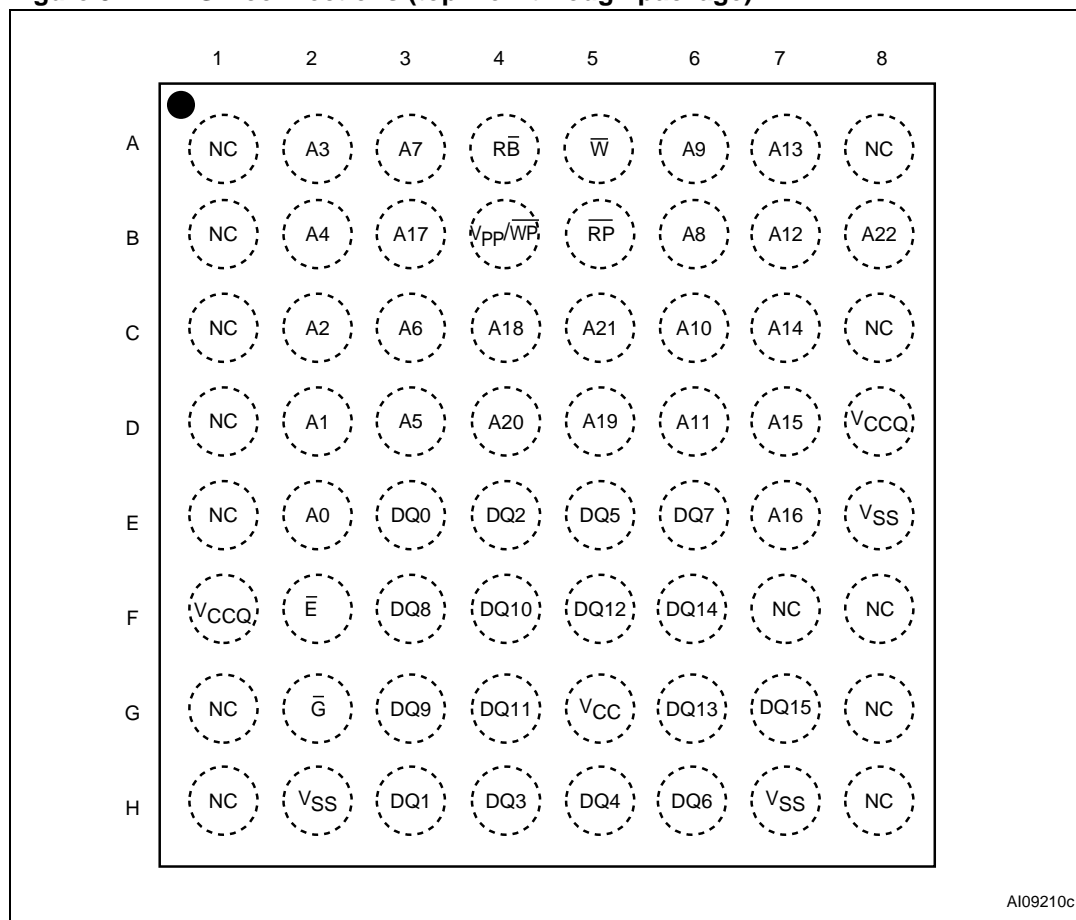 1 2 3 4 5 6 7 8
A NC A3 A7 RB̅ W̅ A9 A13 NC
B NC A4 A17 VPP/W̅P̅ R̅P̅ A8 A12 A22
C NC A2 A6 A18 A21 A10 A14 NC
D NC A1 A5 A20 A19 A11 A15 VCCQ
E NC A0 DQ0 DQ2 DQ5 DQ7 A16 VSS
F VCCQ E̅ DQ8 DQ10 DQ12 DQ14 NC NC
G NC G̅ DQ9 DQ11 VCC DQ13 DQ15 NC
H NC VSS DQ1 DQ3 DQ4 DQ6 VSS NC
AI09210c